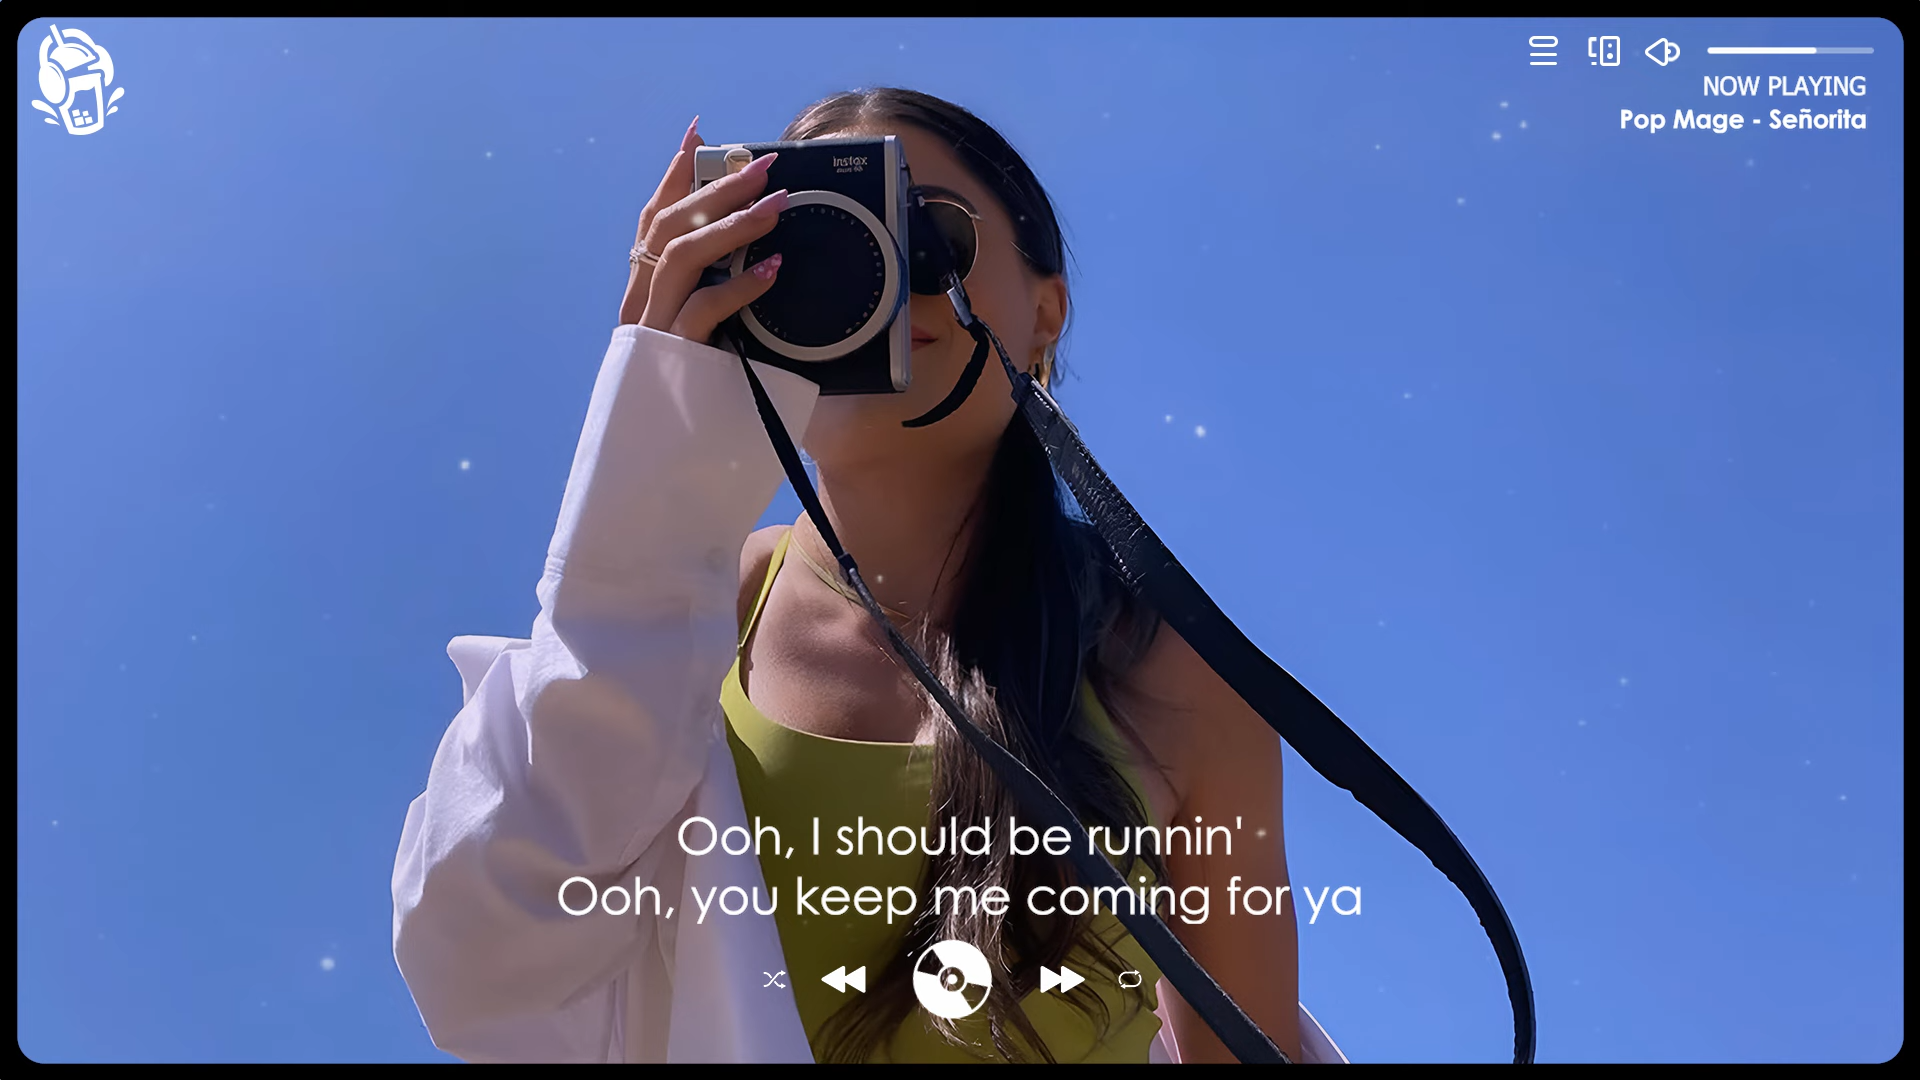 NOW PLAYING
Pop Mage - Señorita
instax
Ooh, I should be runnin'
Ooh, you keep me coming for ya